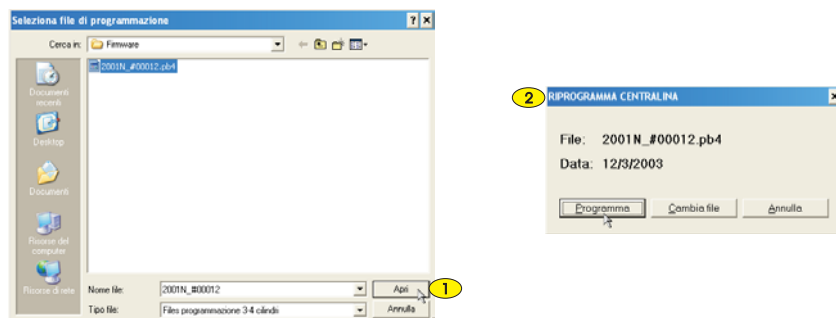 Seleziona file di programmazione
Cerca in:
Firmware
2001N_#00012.pb4
Documenti
recenti
Desktop
Documenti
Risorse del
computer
Risorse di rete
Nome file:
2001N_#00012
Apri
1
Tipo file:
Files programmazione 3-4 cilindri
Annulla
2
RIPROGRAMMA CENTRALINA
File: 2001N_#00012.pb4
Data: 12/3/2003
Programma
Cambia file
Annulla